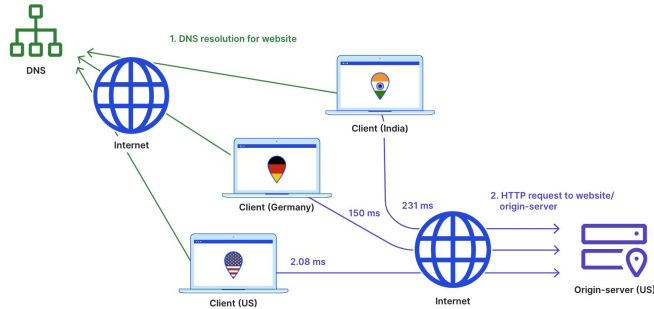 1. DNS resolution for website
DNS
Internet
Client (India)
Client (Germany)
150 ms
231 ms
2. HTTP request to website/
origin-server
2.08 ms
Client (US)
Internet
Origin-server (US)